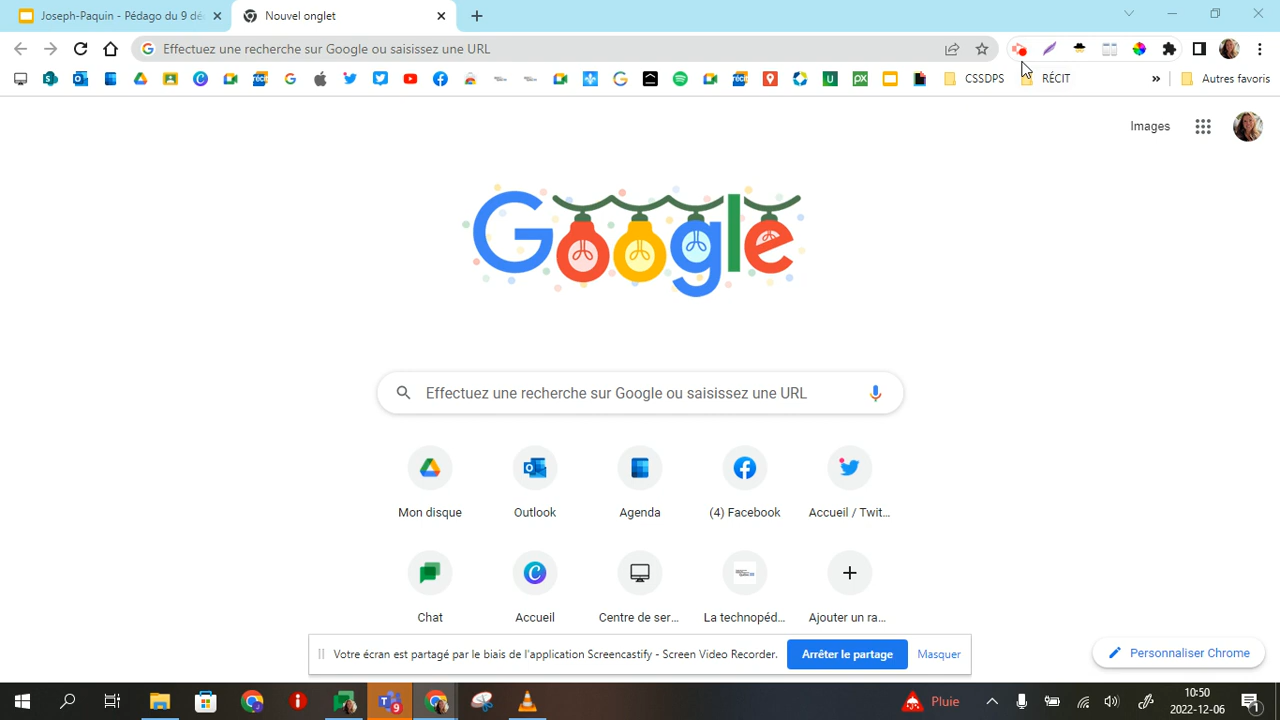 Joseph-Paquin - Pédago du 9 dé
Nouvel onglet
Effectuez une recherche sur Google ou saisissez une URL
CSSDPS
RÉCIT
»
Autres favoris
Images
Google
Effectuez une recherche sur Google ou saisissez une URL
Mon disque
Outlook
Agenda
(4) Facebook
Accueil / Twit...
Chat
Accueil
Centre de ser...
La technopéd...
Ajouter un ra...
Votre écran est partagé par le biais de l'application Screencastify - Screen Video Recorder.
Arrêter le partage
Masquer
Personnaliser Chrome
Pluie
10:50
2022-12-06